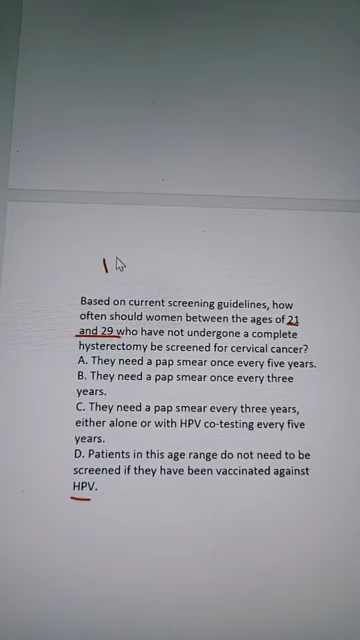 Based on current screening guidelines, how
often should women between the ages of 21
and 29 who have not undergone a complete
hysterectomy be screened for cervical cancer?
A. They need a pap smear once every five years.
B. They need a pap smear once every three
years.
C. They need a pap smear every three years,
either alone or with HPV co-testing every five
years.
D. Patients in this age range do not need to be
screened if they have been vaccinated against
HPV.